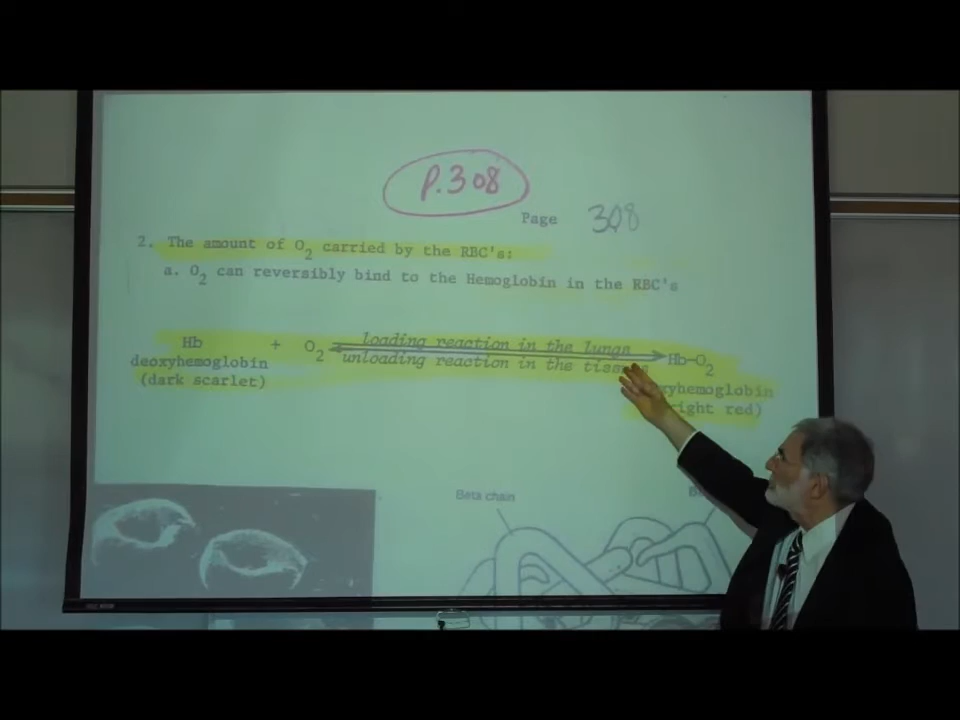 P.308
Page 308
2. The amount of O2 carried by the RBC's:
a. O2 can reversibly bind to the Hemoglobin in the RBC's
Hb + O2 loading reaction in the lungs Hb-O2
unloading reaction in the
deoxyhemoglobin
(dark scarlet)
Beta chain